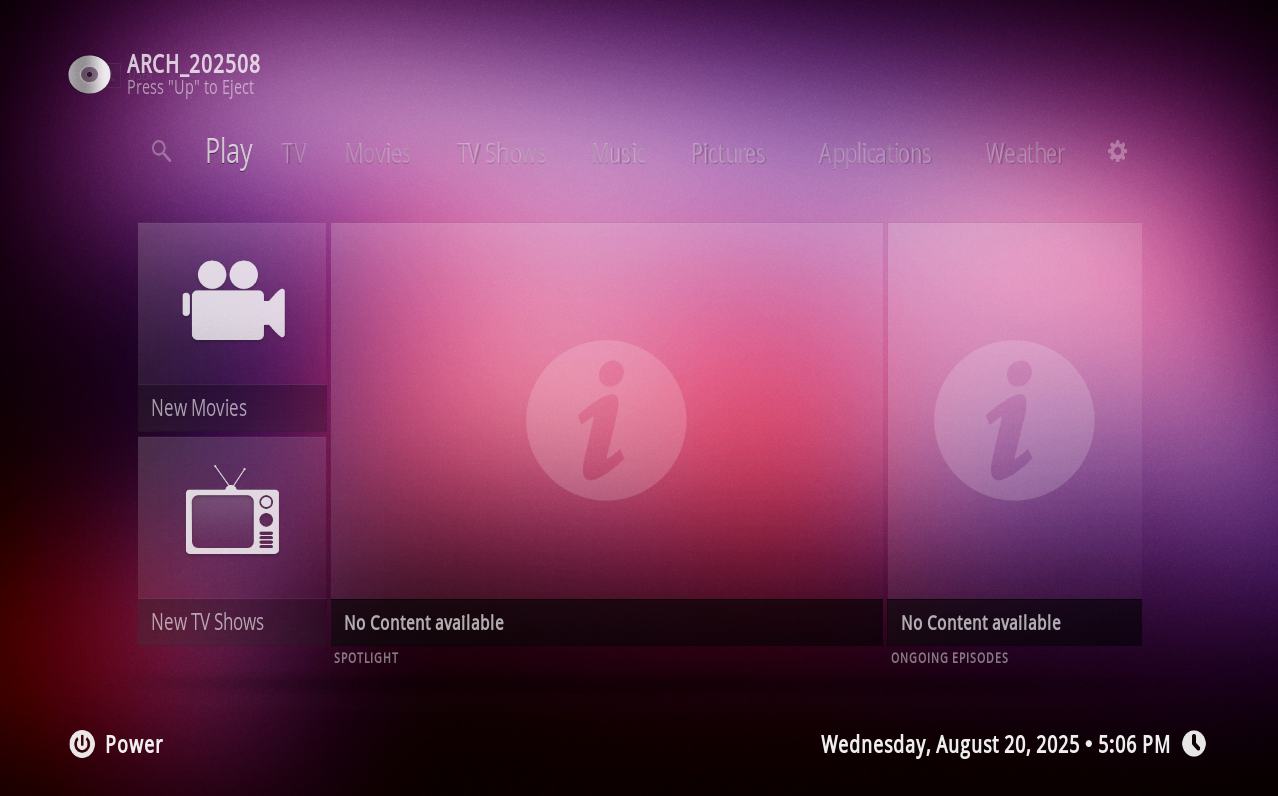 ARCH_202508
Press "Up" to Eject
Play TV Movies TV Shows Music Pictures Applications Weather
New Movies
New TV Shows
No Content available
SPOTLIGHT
No Content available
ONGOING EPISODES
Power
Wednesday, August 20, 2025 • 5:06 PM